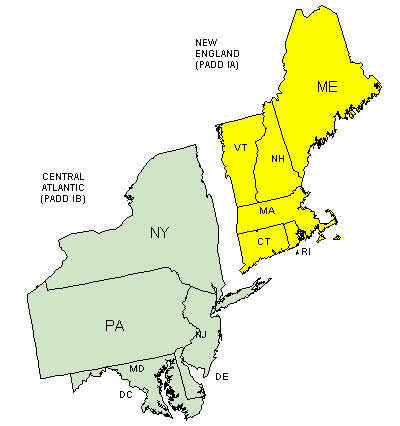 NEW
ENGLAND
(PADD IA)
ME
VT
NH
CENTRAL
ATLANTIC
(PADD IB)
MA
NY
CT
RI
PA
NJ
MD
DE
DC